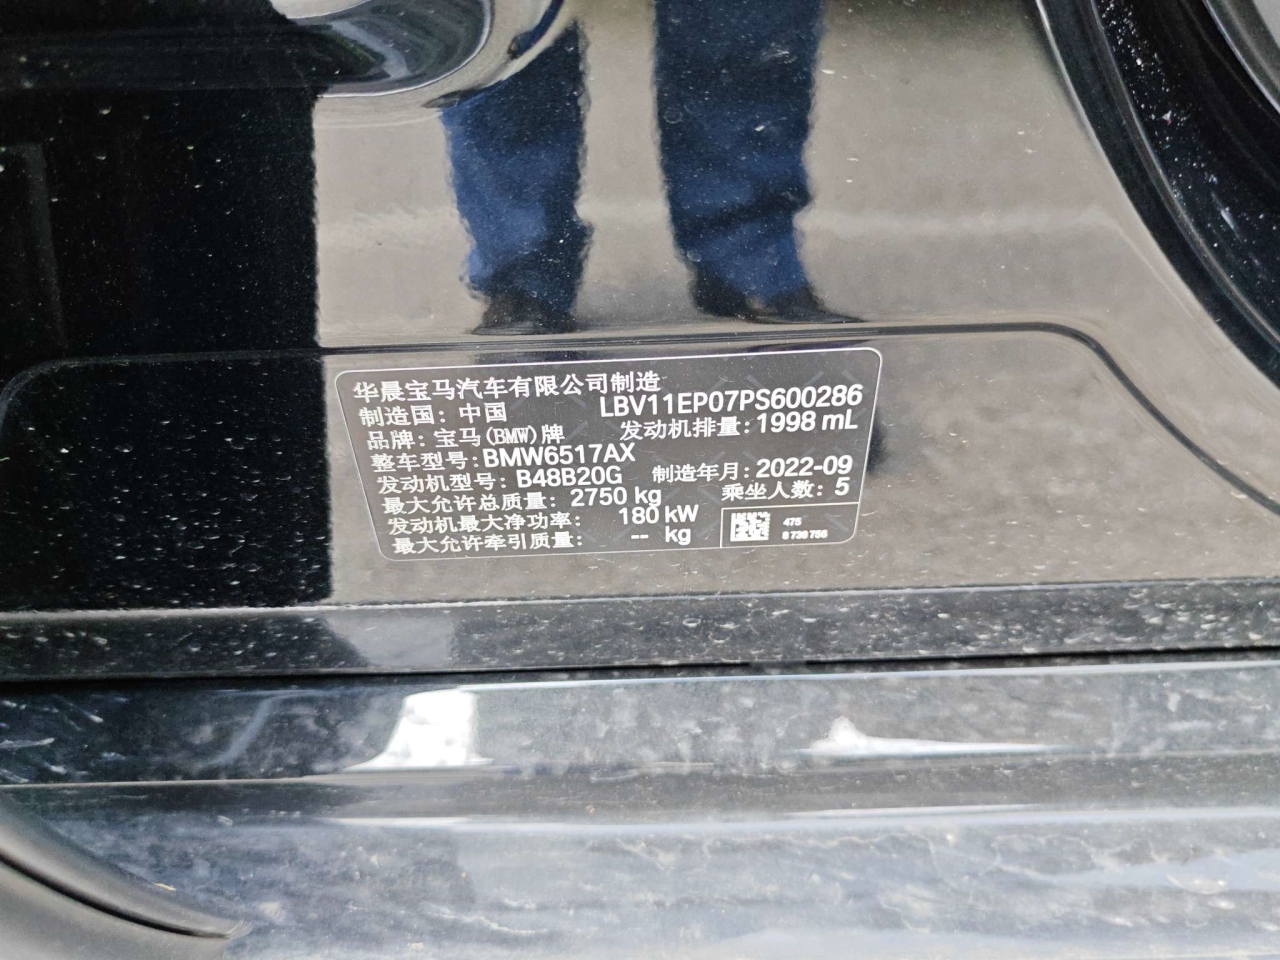 华晨宝马汽车有限公司制造
制造国: 中国 LBV11EP07PS600286
品牌: 宝马(BMW)牌 发动机排量: 1998 mL
整车型号: BMW6517AX
发动机型号: B48B20G 制造年月: 2022-09
最大允许总质量: 2750 kg 乘坐人数: 5
发动机最大净功率: 180 kW
最大允许牵引质量: -- kg
475
8 738 756